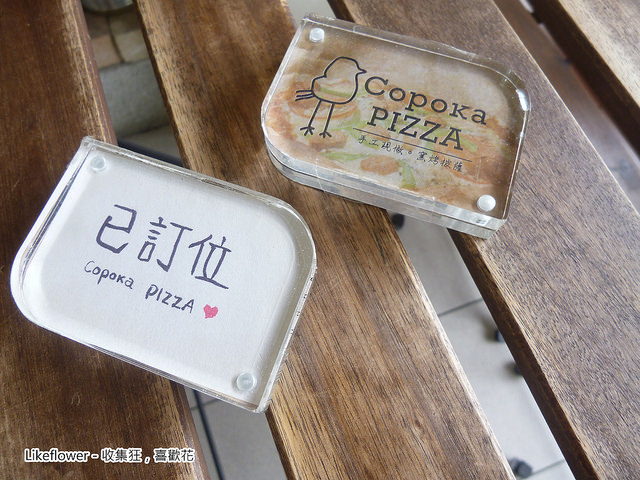 Copoka
PIZZA
手工現做。窯烤披薩
已訂位
Copoka PIZZA
Likeflower - 收集狂，喜歡花